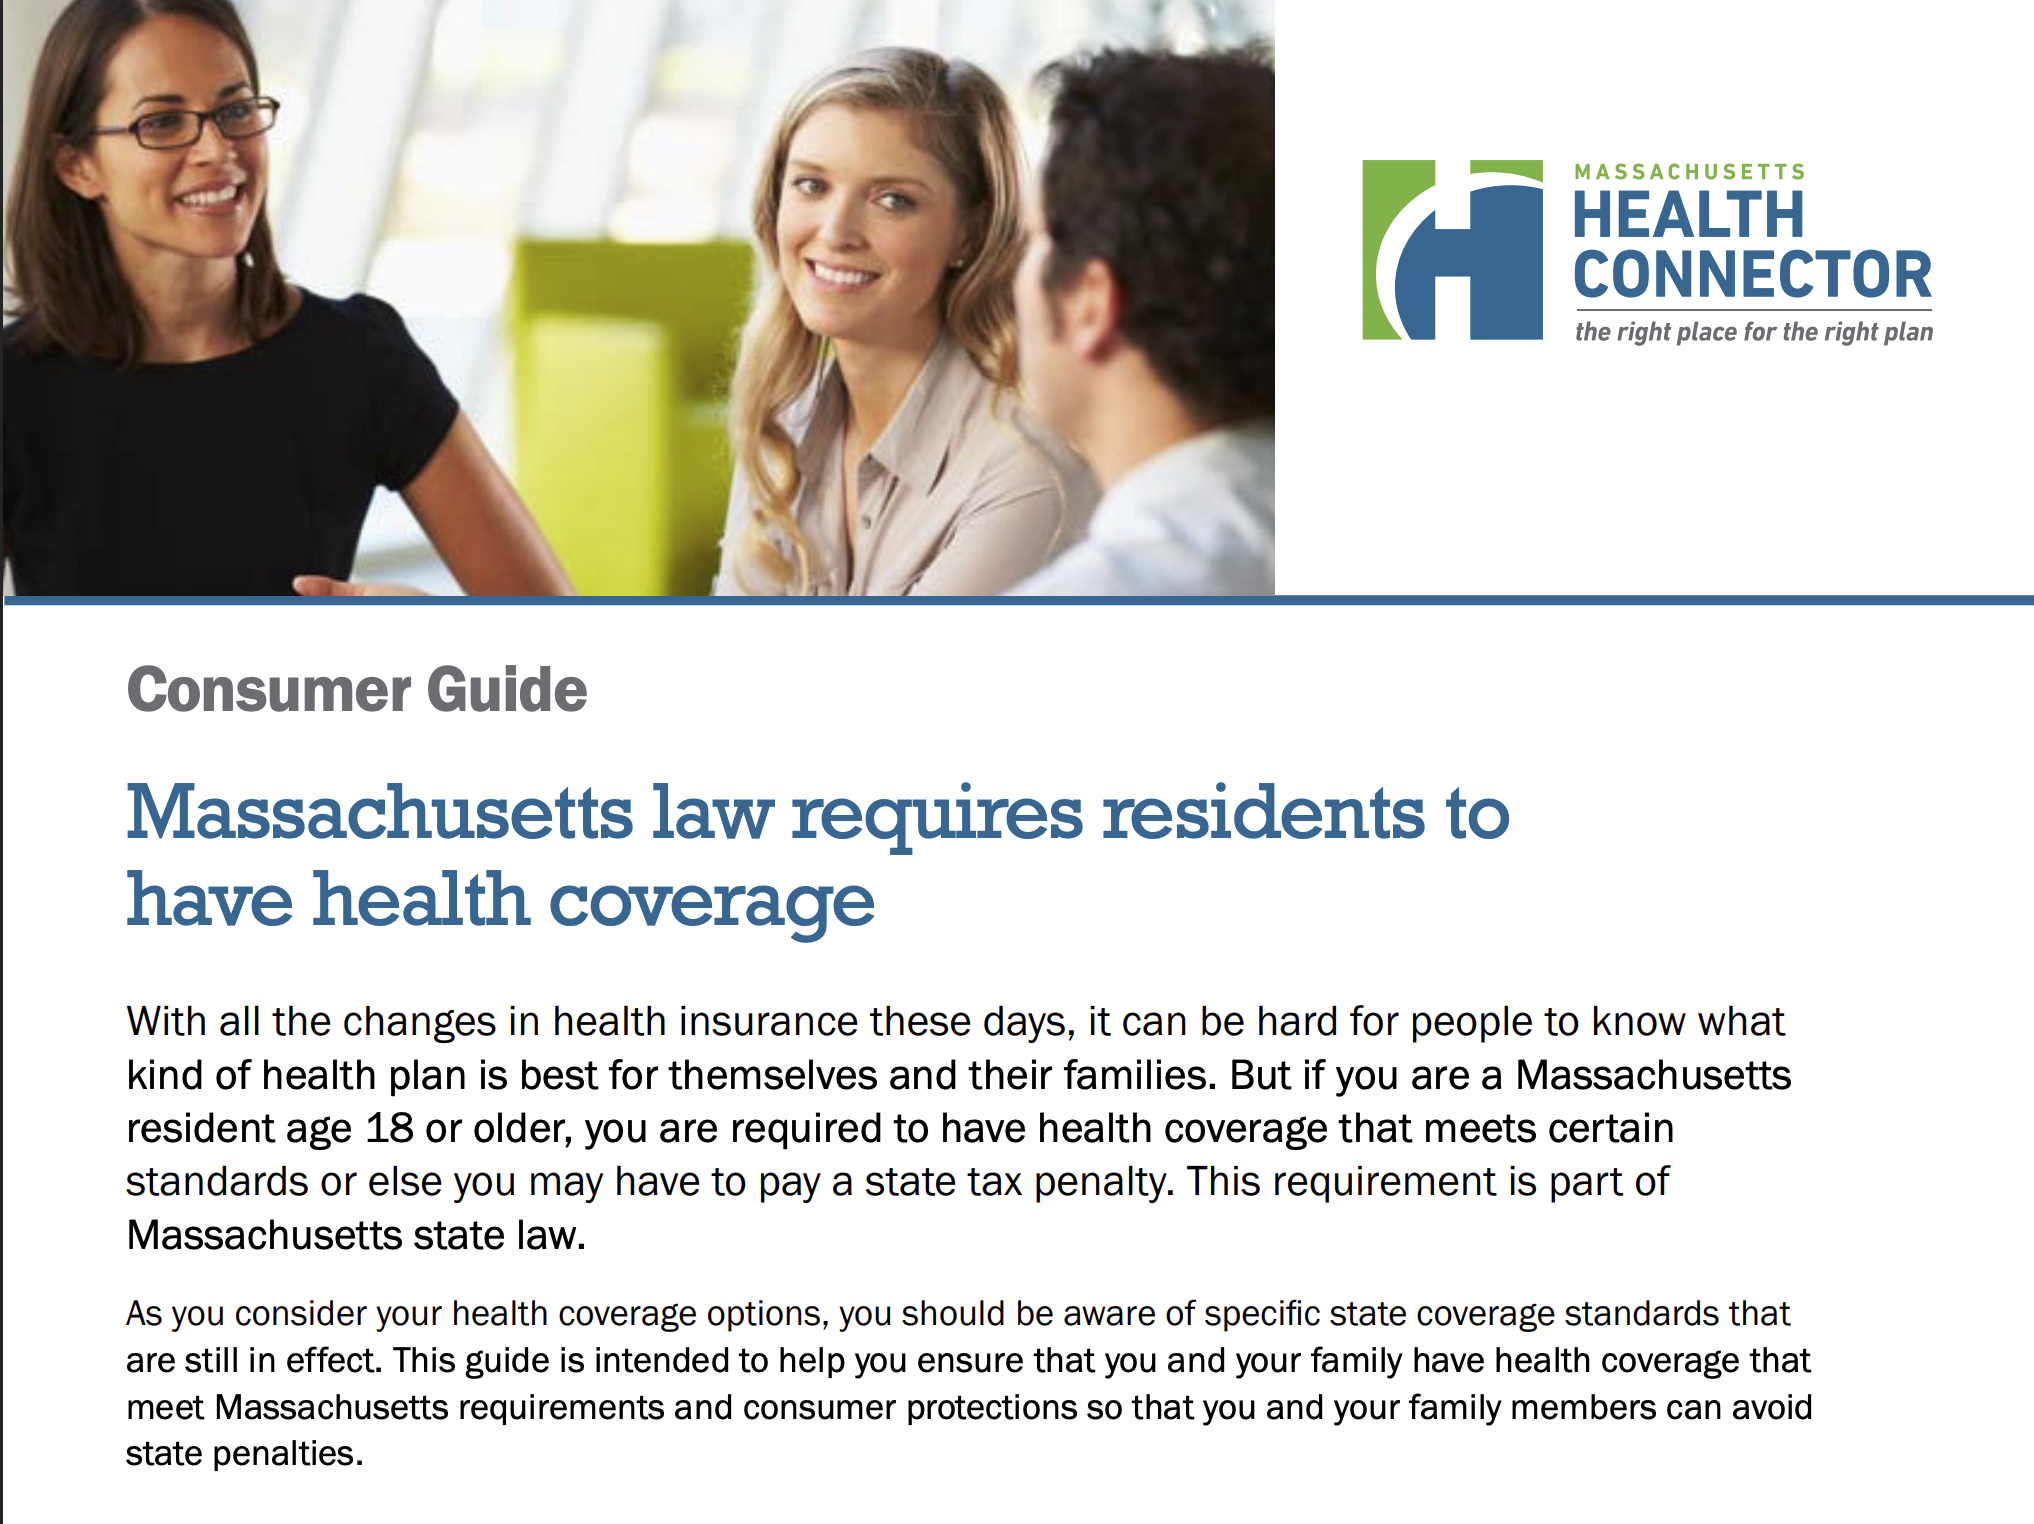 MASSACHUSETTS
HEALTH
CONNECTOR
the right place for the right plan
Consumer Guide
Massachusetts law requires residents to
have health coverage
With all the changes in health insurance these days, it can be hard for people to know what
kind of health plan is best for themselves and their families. But if you are a Massachusetts
resident age 18 or older, you are required to have health coverage that meets certain
standards or else you may have to pay a state tax penalty. This requirement is part of
Massachusetts state law.
As you consider your health coverage options, you should be aware of specific state coverage standards that
are still in effect. This guide is intended to help you ensure that you and your family have health coverage that
meet Massachusetts requirements and consumer protections so that you and your family members can avoid
state penalties.